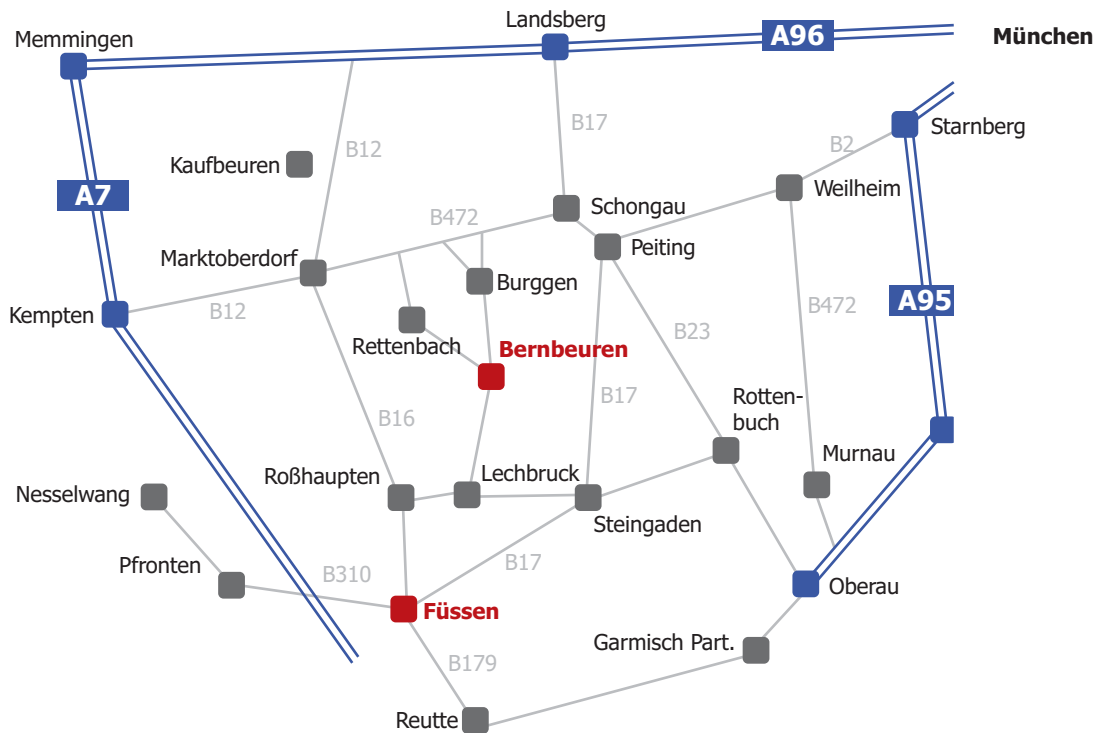 Landsberg
A96
München
Memmingen
B17
Starnberg
B2
B12
Kaufbeuren
A7
Weilheim
Schongau
B472
Peiting
Marktoberdorf
Burggen
A95
B472
Kempten
B12
B23
Rettenbach
Bernbeuren
B17
Rotten-
buch
B16
Murnau
Roßhaupten
Lechbruck
Nesselwang
Steingaden
Pfronten
B310
B17
Oberau
Füssen
Garmisch Part.
B179
Reutte